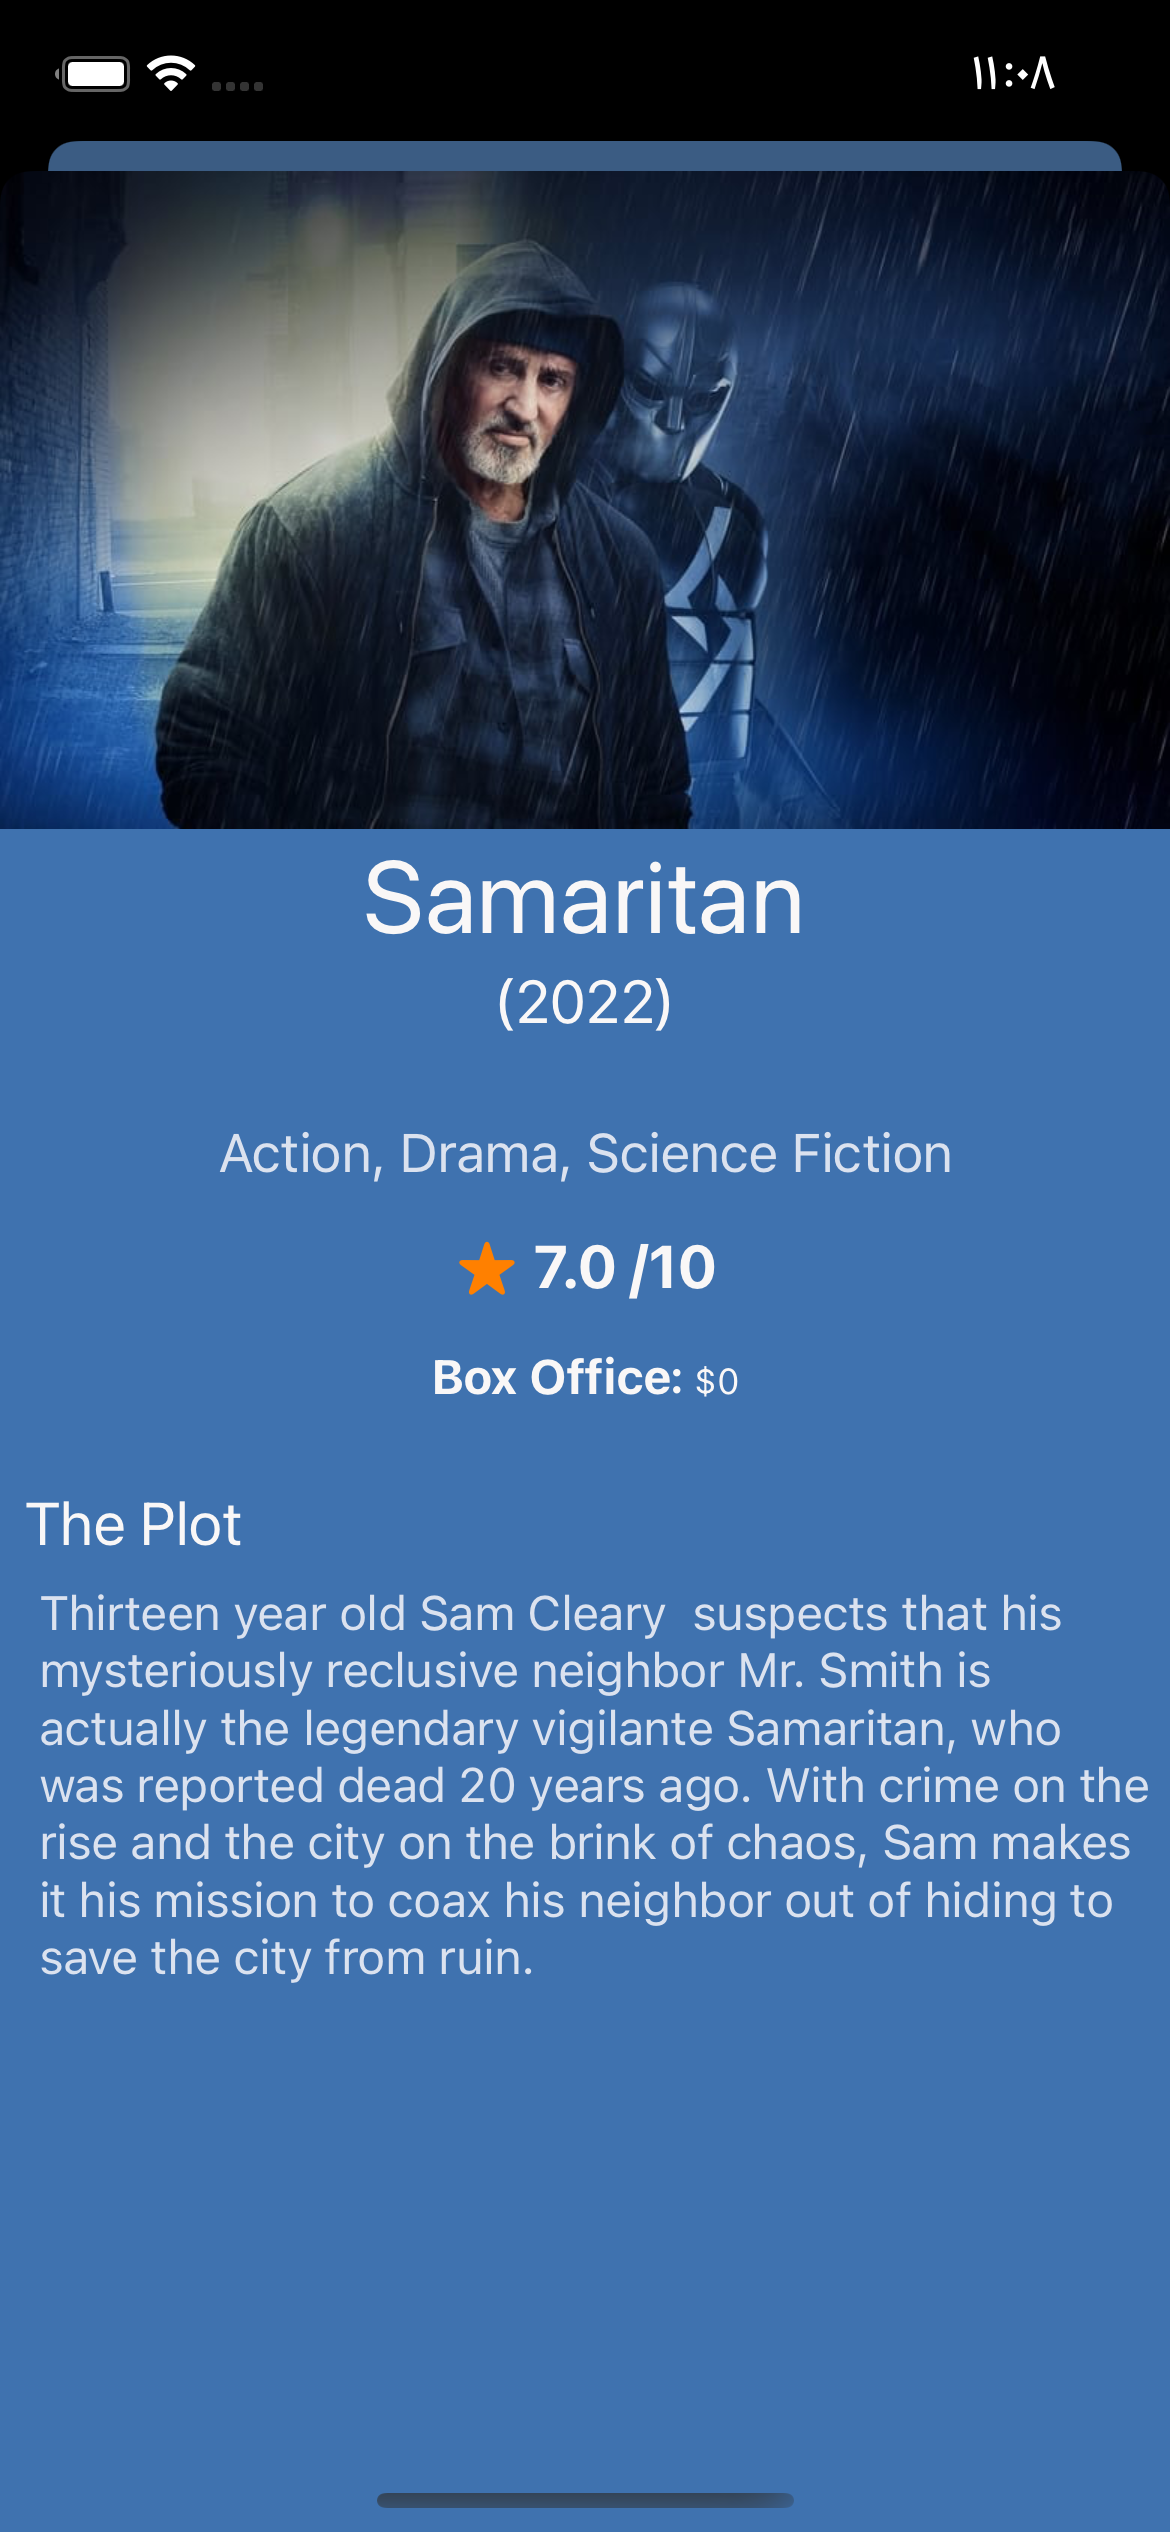 ١١:٠٨
Samaritan
(2022)
Action, Drama, Science Fiction
7.0 /10
Box Office: $0
The Plot
Thirteen year old Sam Cleary  suspects that his
mysteriously reclusive neighbor Mr. Smith is
actually the legendary vigilante Samaritan, who
was reported dead 20 years ago. With crime on the
rise and the city on the brink of chaos, Sam makes
it his mission to coax his neighbor out of hiding to
save the city from ruin.